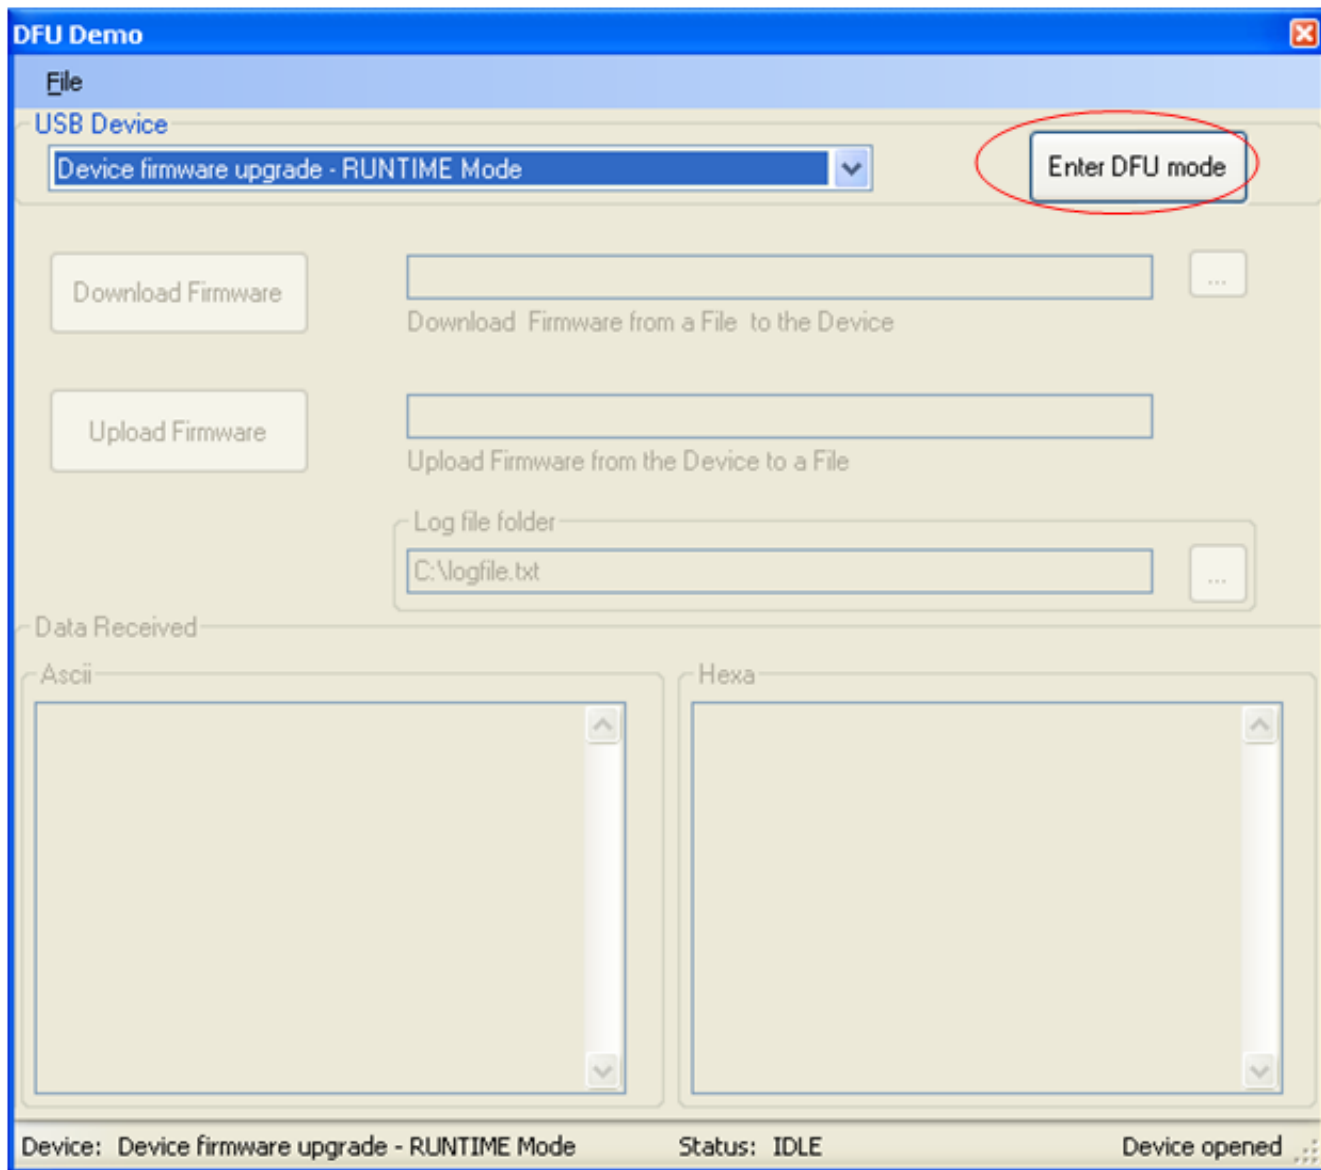 DFU Demo
File
USB Device
Device firmware upgrade - RUNTIME Mode
Enter DFU mode
Download Firmware
...
Download  Firmware from a File  to the Device
Upload Firmware
Upload Firmware from the Device to a File
Log file folder
C:\logfile.txt
...
Data Received
Ascii
Hexa
Device:  Device firmware upgrade - RUNTIME Mode
Status:  IDLE
Device opened